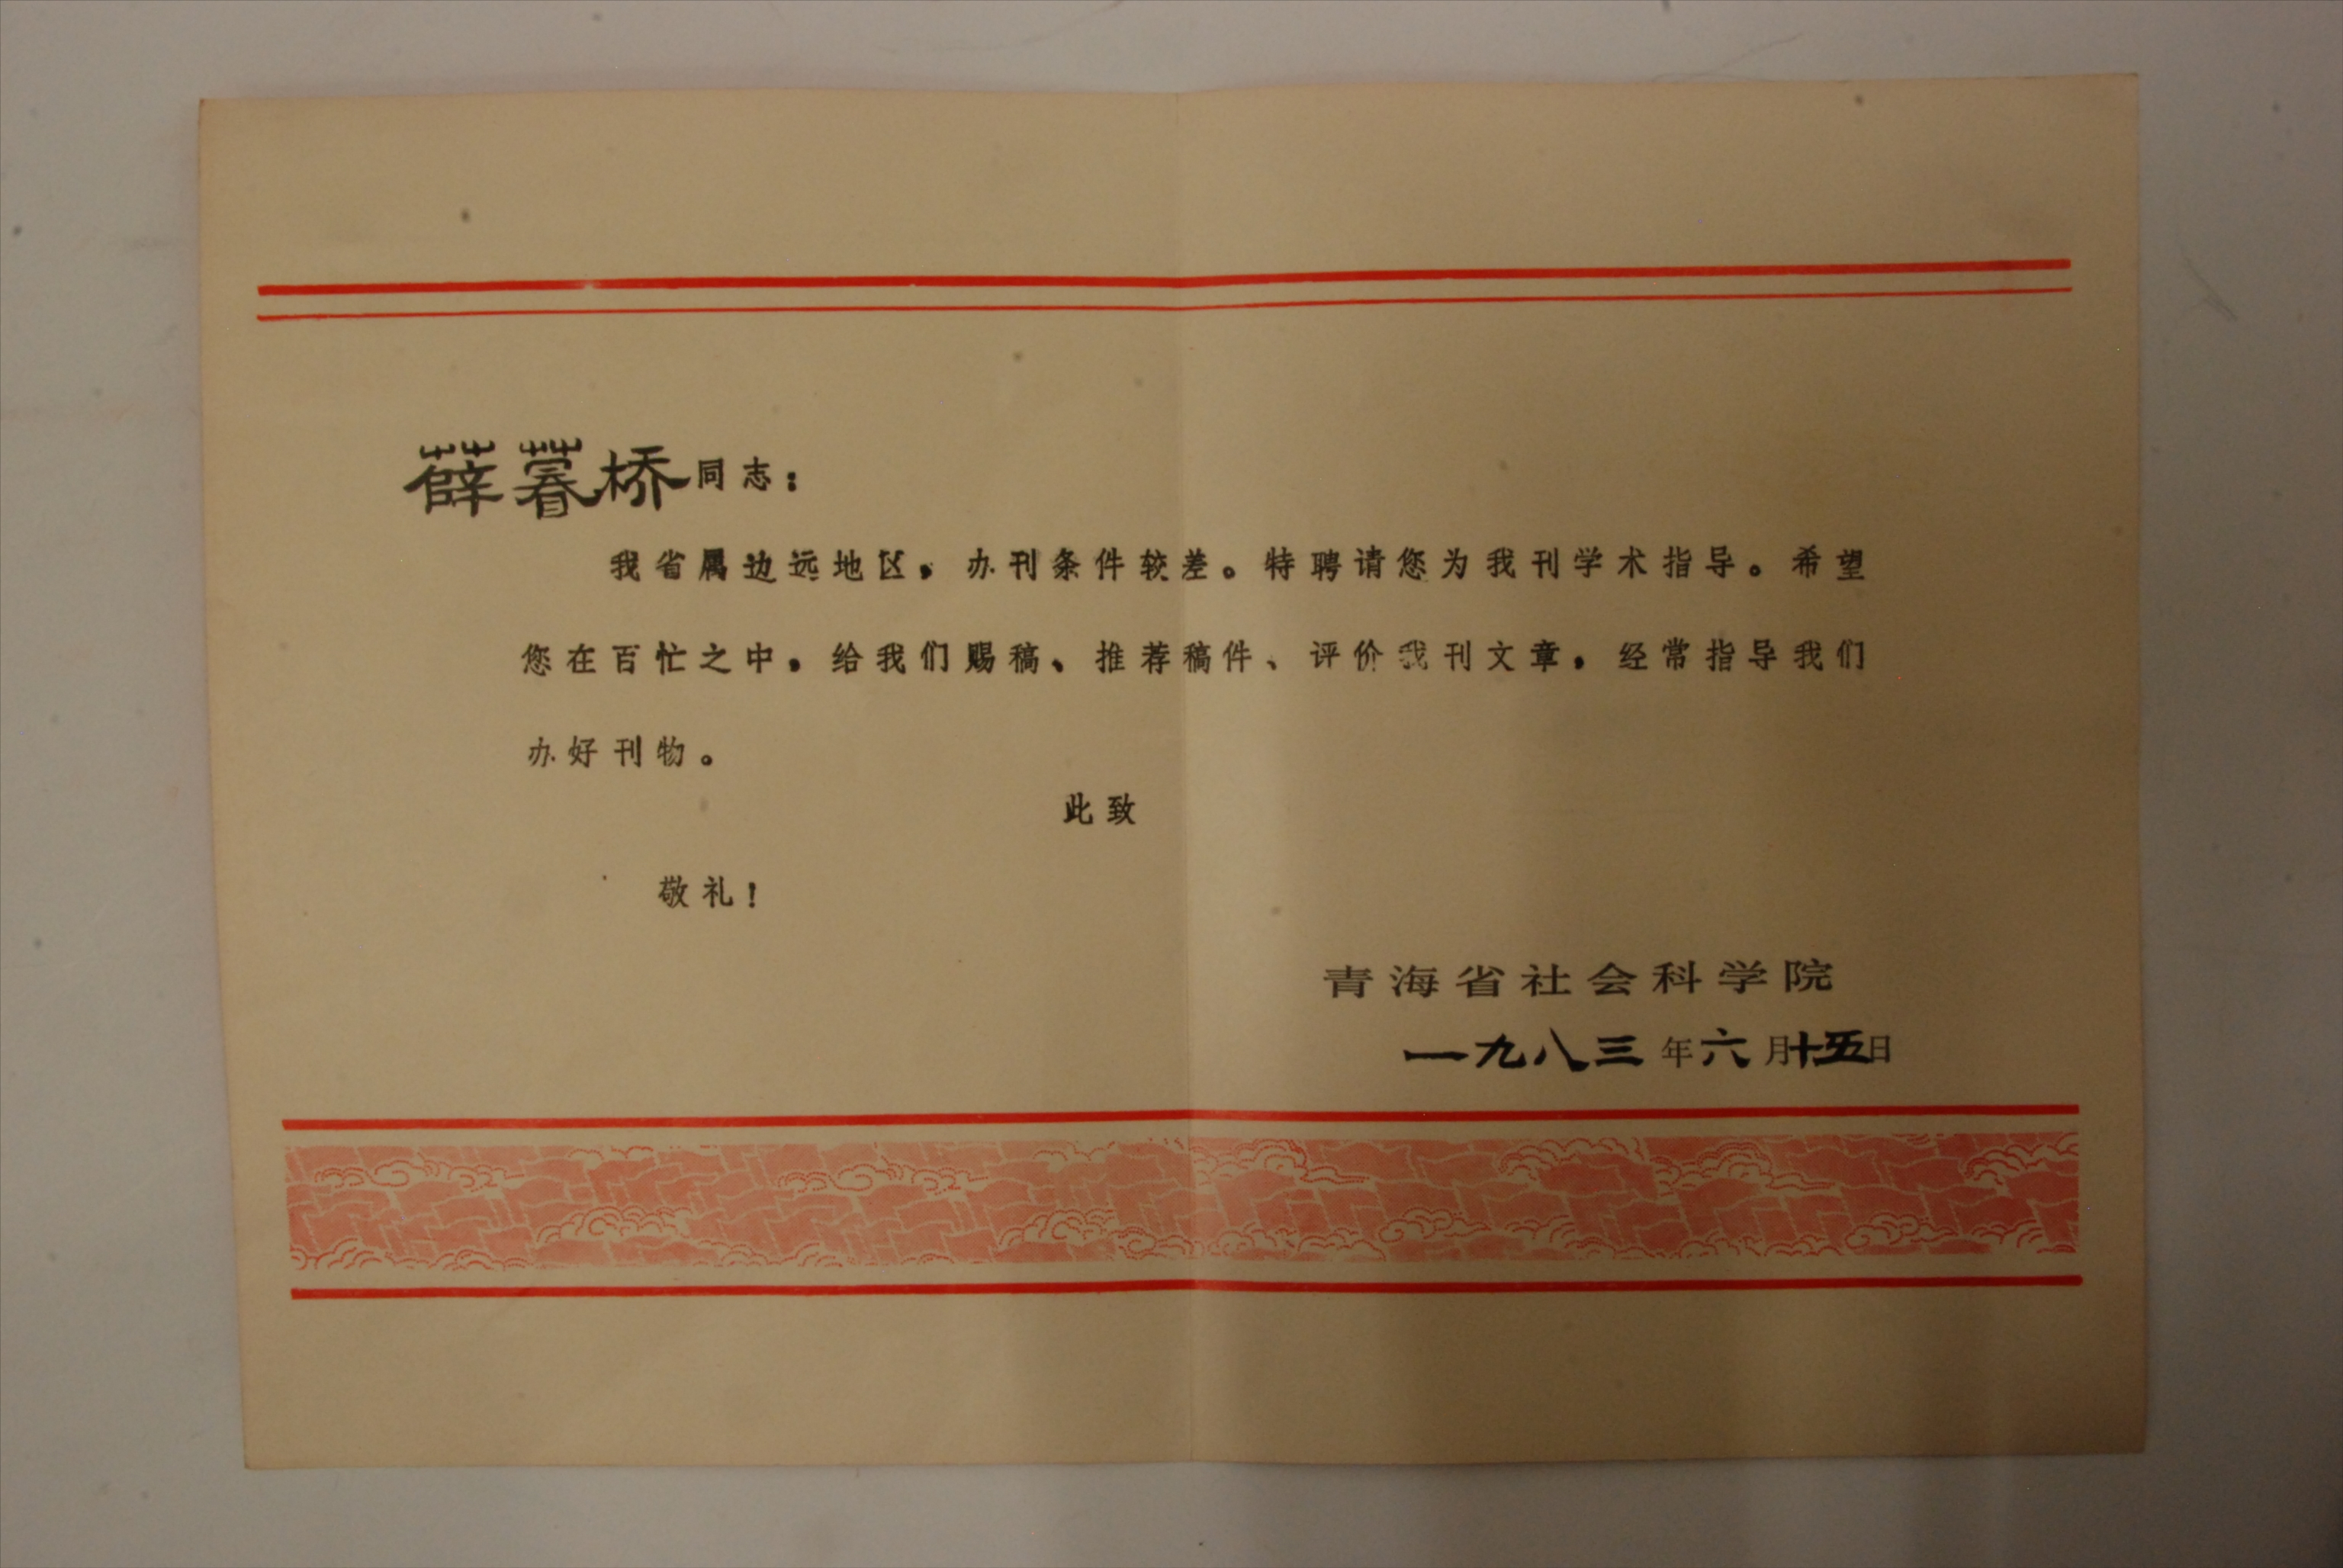 薛暮桥同志：
我省属边远地区，办刊条件较差。特聘请您为我刊学术指导。希望
您在百忙之中，给我们赐稿、推荐稿件、评价我刊文章，经常指导我们
办好刊物。
此致
敬礼！
青海省社会科学院
一九八三年六月十五日